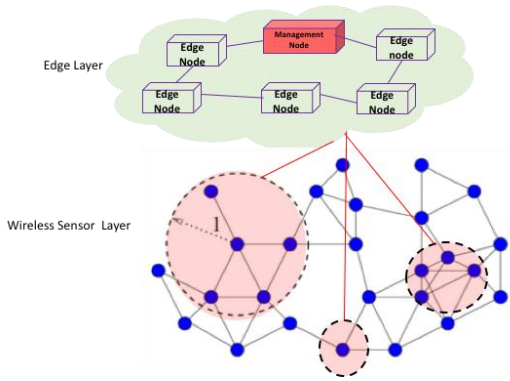 Management
Node
Edge
Node
Edge
node
Edge Layer
Edge
Node
Edge
Node
Edge
Node
Wireless Sensor Layer
1